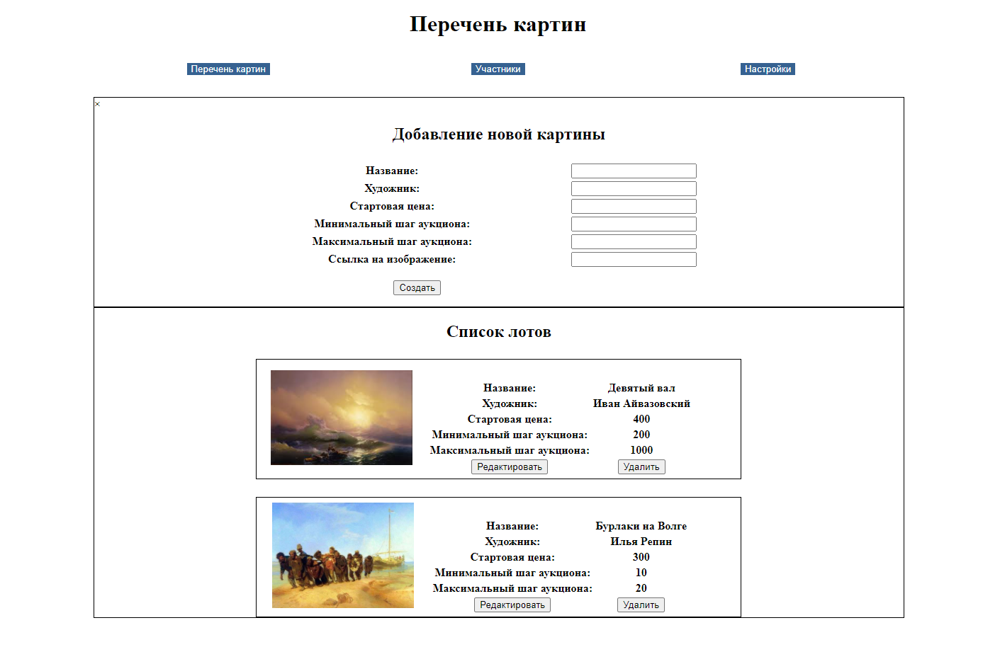 Перечень картин
Перечень картин Участники Настройки
×
Добавление новой картины
Название:
Художник:
Стартовая цена:
Минимальный шаг аукциона:
Максимальный шаг аукциона:
Ссылка на изображение:
Создать
Список лотов
Название: Девятый вал
Художник: Иван Айвазовский
Стартовая цена: 400
Минимальный шаг аукциона: 200
Максимальный шаг аукциона: 1000
Редактировать Удалить
Название: Бурлаки на Волге
Художник: Илья Репин
Стартовая цена: 300
Минимальный шаг аукциона: 10
Максимальный шаг аукциона: 20
Редактировать Удалить